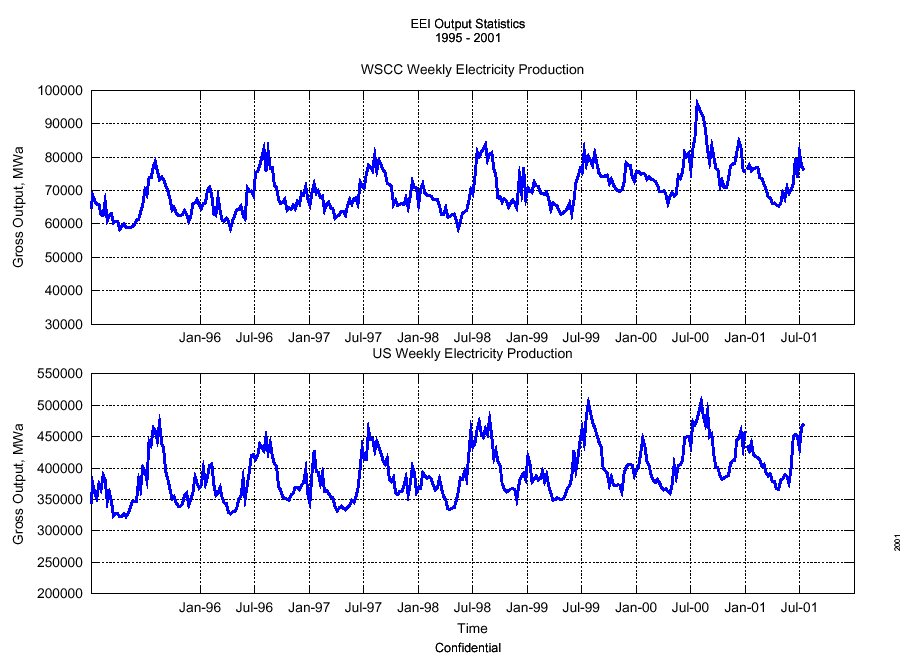 EEI Output Statistics
1995 - 2001
WSCC Weekly Electricity Production
100000
90000
80000
70000
60000
50000
40000
30000
Gross Output, MWa
Jan-96 Jul-96 Jan-97 Jul-97 Jan-98 Jul-98 Jan-99 Jul-99 Jan-00 Jul-00 Jan-01 Jul-01
US Weekly Electricity Production
550000
500000
450000
400000
350000
300000
250000
200000
Gross Output, MWa
Jan-96 Jul-96 Jan-97 Jul-97 Jan-98 Jul-98 Jan-99 Jul-99 Jan-00 Jul-00 Jan-01 Jul-01
Time
Confidential
2001